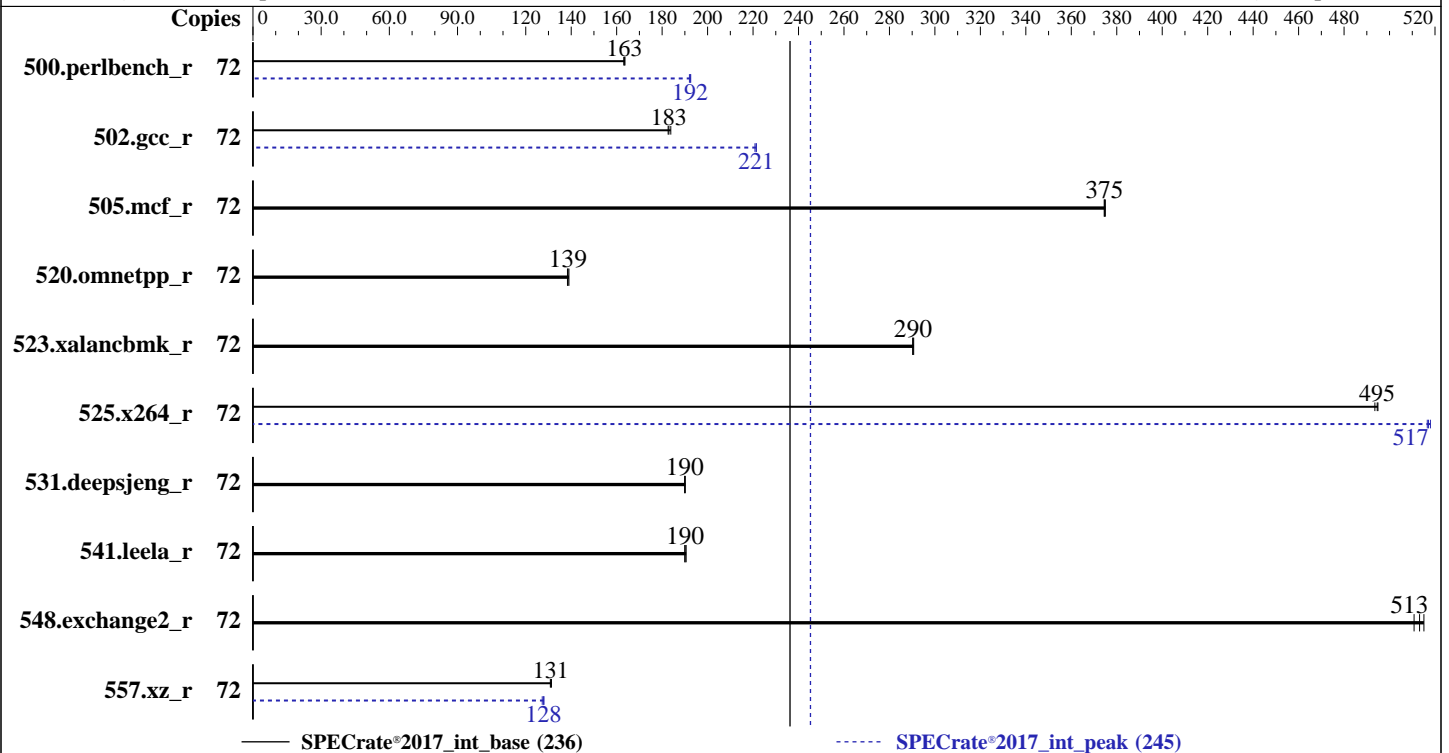 Copies 0 30.0 60.0 90.0 120 140 160 180 200 220 240 260 280 300 320 340 360 380 400 420 440 460 480 520
500.perlbench_r 72 163
192
502.gcc_r 72 183
221
505.mcf_r 72 375
520.omnetpp_r 72 139
523.xalancbmk_r 72 290
525.x264_r 72 495
517
531.deepsjeng_r 72 190
541.leela_r 72 190
548.exchange2_r 72 513
557.xz_r 72 131
128
SPECrate®2017_int_base (236) SPECrate®2017_int_peak (245)